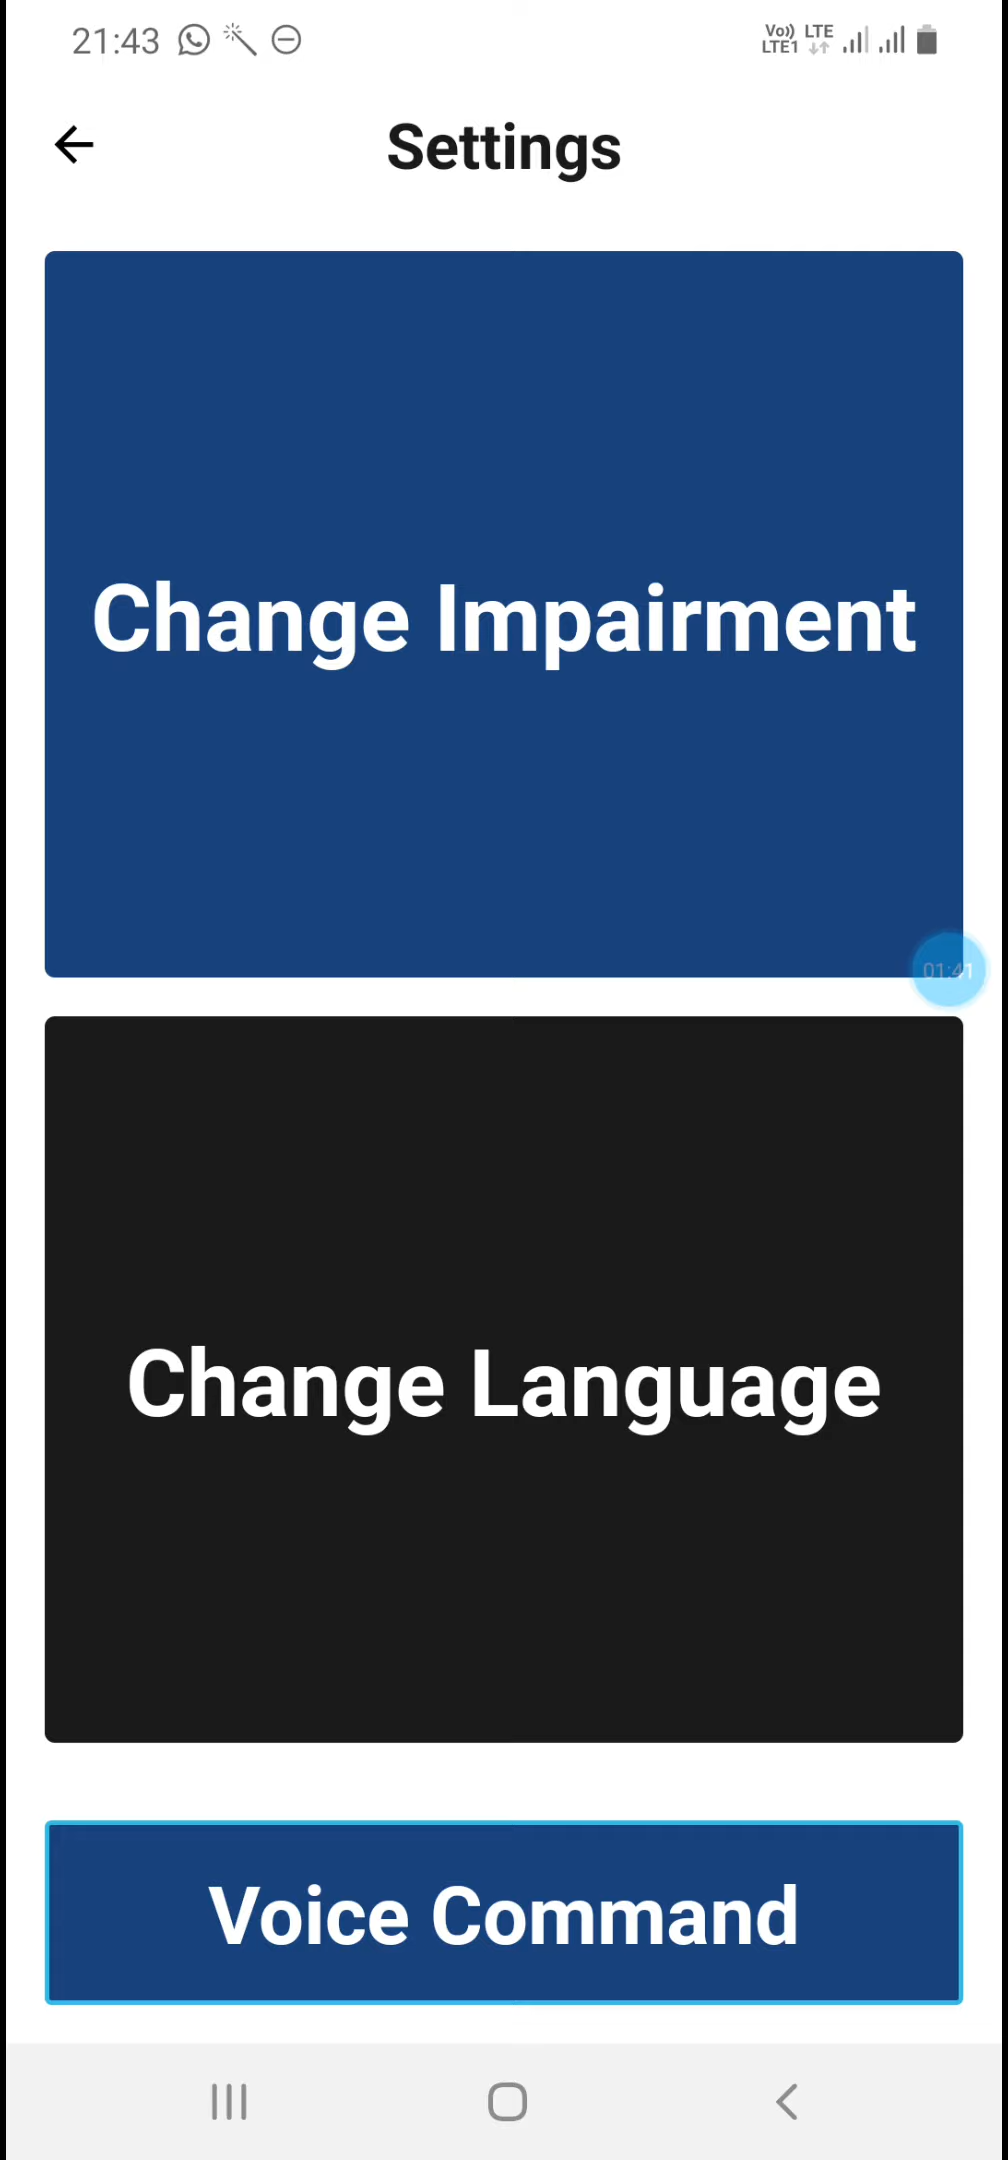 21:43
Vo)) LTE
LTE1
Settings
Change Impairment
01:41
Change Language
Voice Command